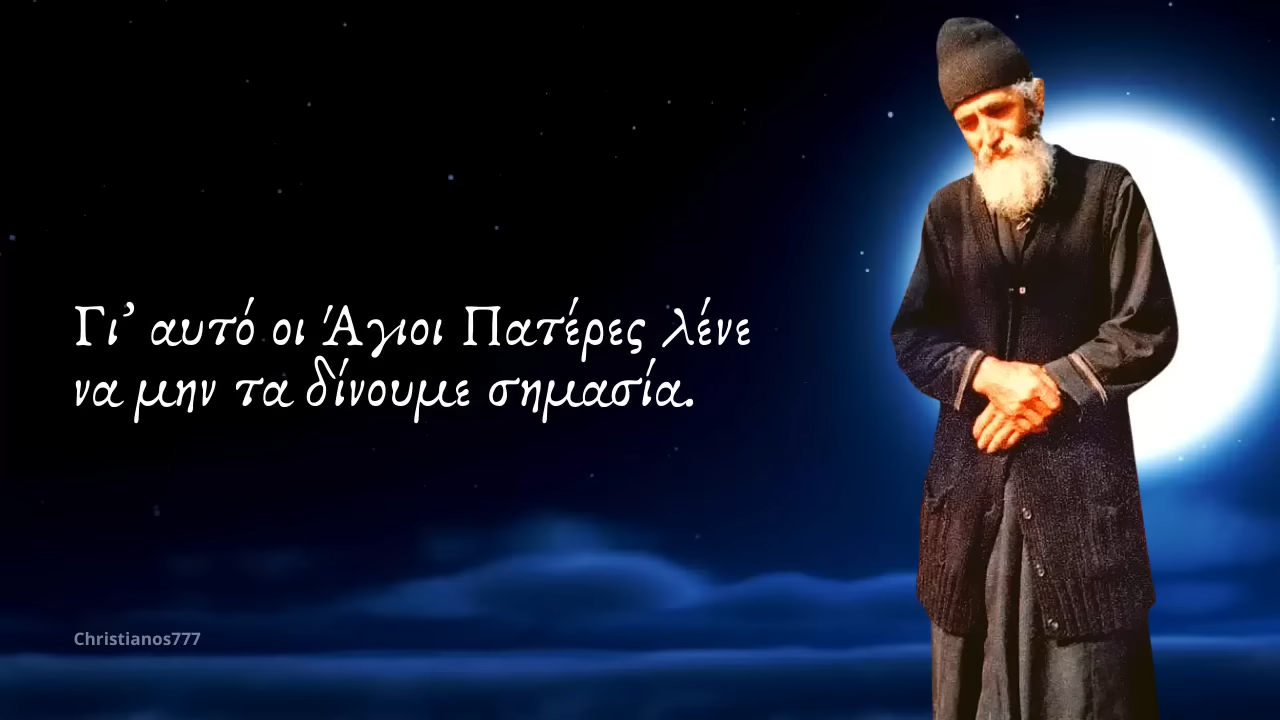 Γι’ αυτό οι Άγιοι Πατέρες λένε
να μην τα δίνουμε σημασία.
Christianos777